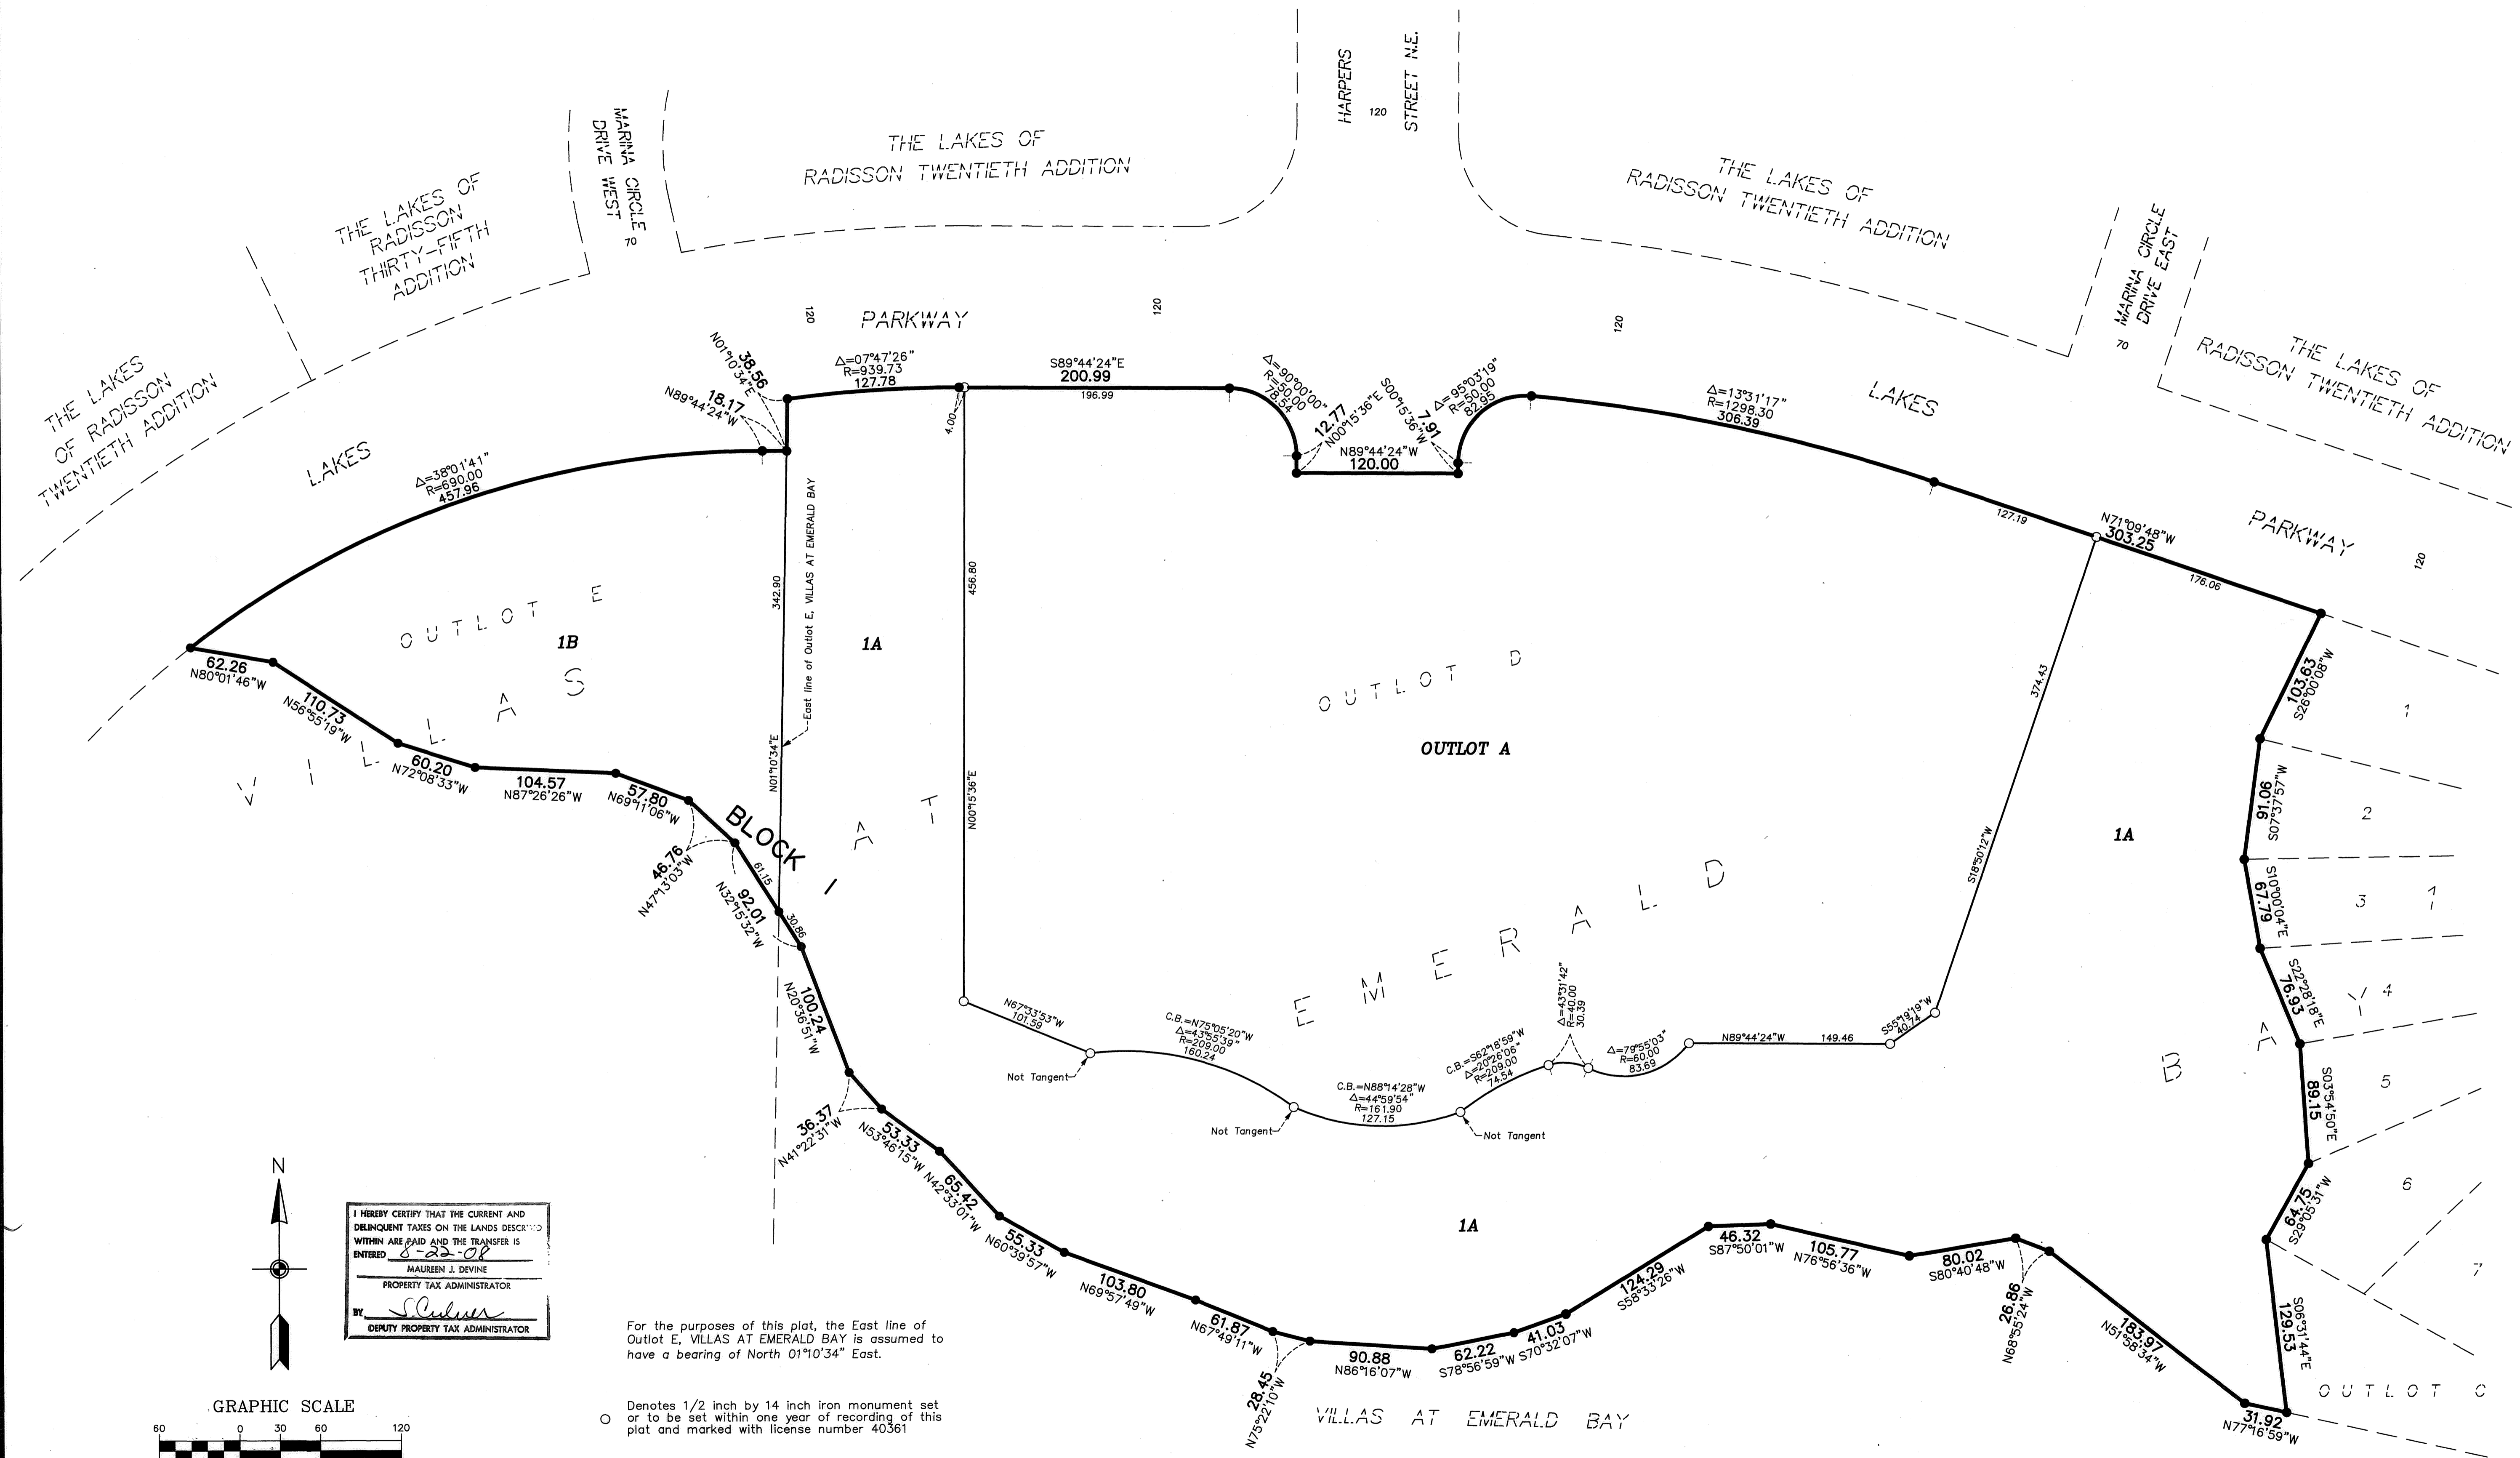 HARPERS
STREET N.E.
120
MARINA CIRCLE
DRIVE WEST
70
THE LAKES OF
RADISSON TWENTIETH ADDITION
THE LAKES OF
RADISSON TWENTIETH ADDITION
THE LAKES OF
RADISSON
THIRTY-FIFTH
ADDITION
MARINA CIRCLE
DRIVE EAST
70
THE LAKES OF
RADISSON TWENTIETH ADDITION
THE LAKES
OF RADISSON
TWENTIETH ADDITION
120
PARKWAY
120
120
LAKES
LAKES
PARKWAY
120
N01°10'34"E
38.56
18.17
N89°44'24"W
Δ=07°47'26"
R=939.73
127.78
4.00
S89°44'24"E
200.99
196.99
Δ=90°00'00"
R=50.00
78.54
12.77
N00°15'36"E
S00°15'36"W
7.91
Δ=95°03'19"
R=50.00
82.95
N89°44'24"W
120.00
Δ=13°31'17"
R=1298.30
306.39
127.19
N71°09'48"W
303.25
176.06
Δ=38°01'41"
R=690.00
457.96
OUTLOT E
1B
342.90
East line of Outlot E, VILLAS AT EMERALD BAY
N01°10'34"E
1A
456.80
N00°15'36"E
OUTLOT D
OUTLOT A
374.43
S18°50'12"W
1A
103.63
S26°00'08"W
91.06
S07°37'57"W
S10°00'04"E
67.79
S22°28'18"E
76.93
S03°54'50"E
89.15
64.75
S29°05'31"W
S06°31'44"E
129.53
1
2
3
1
4
5
6
7
OUTLOT C
VILLAS AT EMERALD BAY
62.26
N80°01'46"W
110.73
N56°55'19"W
60.20
N72°08'33"W
104.57
N87°26'26"W
57.80
N69°11'06"W
46.76
N47°13'03"W
BLOCK 1
61.15
92.01
N32°15'32"W
30.86
100.24
N20°36'51"W
36.37
N41°22'31"W
53.33
N53°46'15"W
65.42
N42°33'01"W
55.33
N60°39'57"W
103.80
N69°57'49"W
61.87
N67°49'11"W
28.45
N75°22'10"W
90.88
N86°16'07"W
62.22
S78°56'59"W
41.03
S70°32'07"W
124.29
S58°33'26"W
46.32
S87°50'01"W
105.77
N76°56'36"W
80.02
S80°40'48"W
26.86
N68°55'24"W
183.97
N51°58'34"W
31.92
N77°16'59"W
N67°33'53"W
101.59
Not Tangent
C.B.=N75°05'20"W
Δ=43°55'39"
R=209.00
160.24
Not Tangent
C.B.=N88°14'28"W
Δ=44°59'54"
R=161.90
127.15
Not Tangent
C.B.=S62°18'59"W
Δ=20°26'06"
R=209.00
74.54
Δ=43°31'42"
R=40.00
30.39
Δ=79°55'03"
R=60.00
83.69
N89°44'24"W 149.46
S55°19'19"W
40.74
1A
VILLAS AT EMERALD BAY
N
I HEREBY CERTIFY THAT THE CURRENT AND
DELINQUENT TAXES ON THE LANDS DESCRIBED
WITHIN ARE PAID AND THE TRANSFER IS
ENTERED 8-22-08
MAUREEN J. DEVINE
PROPERTY TAX ADMINISTRATOR
BY S. Culver
DEPUTY PROPERTY TAX ADMINISTRATOR
For the purposes of this plat, the East line of
Outlot E, VILLAS AT EMERALD BAY is assumed to
have a bearing of North 01°10'34" East.
Denotes 1/2 inch by 14 inch iron monument set
or to be set within one year of recording of this
plat and marked with license number 40361
GRAPHIC SCALE
60 0 30 60 120